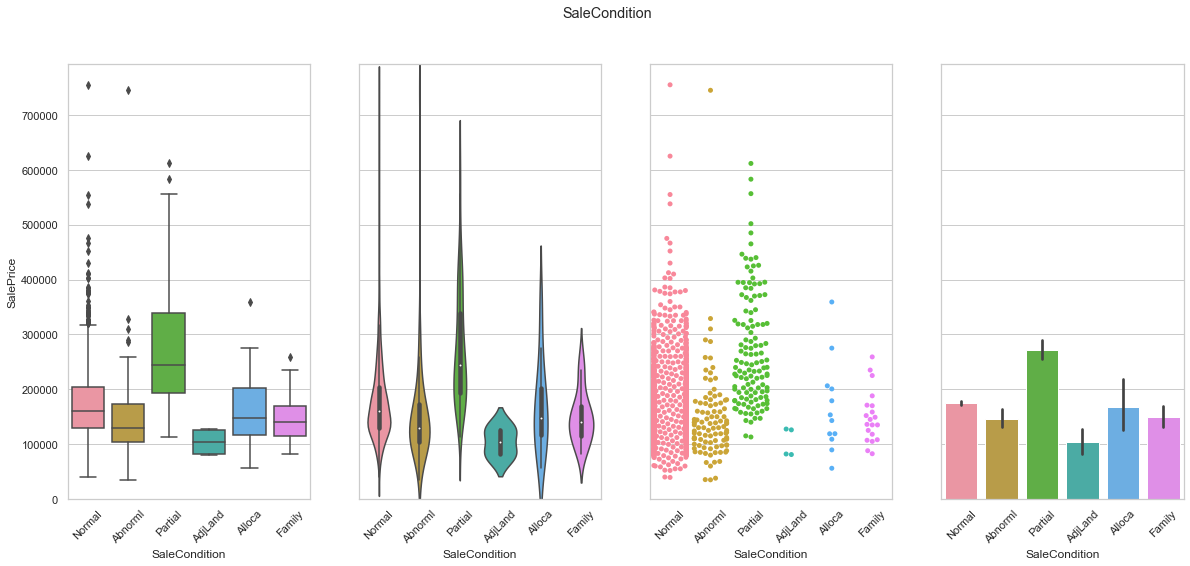 SaleCondition
SalePrice
700000
600000
500000
400000
300000
200000
100000
0
Normal
Abnorml
Partial
AdjLand
Alloca
Family
SaleCondition
Normal
Abnorml
Partial
AdjLand
Alloca
Family
SaleCondition
Normal
Abnorml
Partial
AdjLand
Alloca
Family
SaleCondition
Normal
Abnorml
Partial
AdjLand
Alloca
Family
SaleCondition